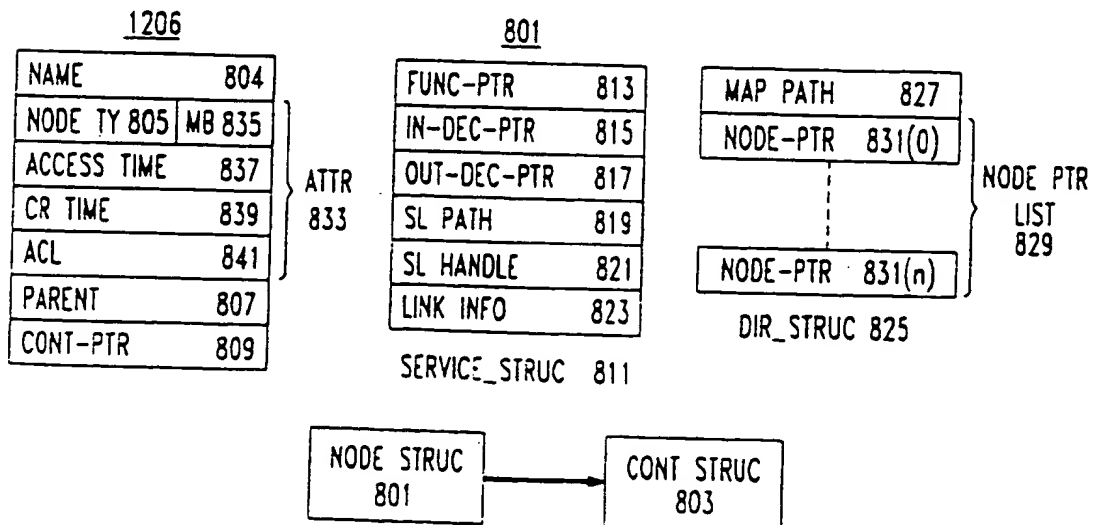 1206
NAME 804
NODE TY 805 MB 835
ACCESS TIME 837
CR TIME 839
ACL 841
PARENT 807
CONT-PTR 809
ATTR
833
801
FUNC-PTR 813
IN-DEC-PTR 815
OUT-DEC-PTR 817
SL PATH 819
SL HANDLE 821
LINK INFO 823
SERVICE_STRUC 811
MAP PATH 827
NODE-PTR 831(0)
NODE-PTR 831(n)
NODE PTR
LIST
829
DIR_STRUC 825
NODE STRUC
801
CONT STRUC
803